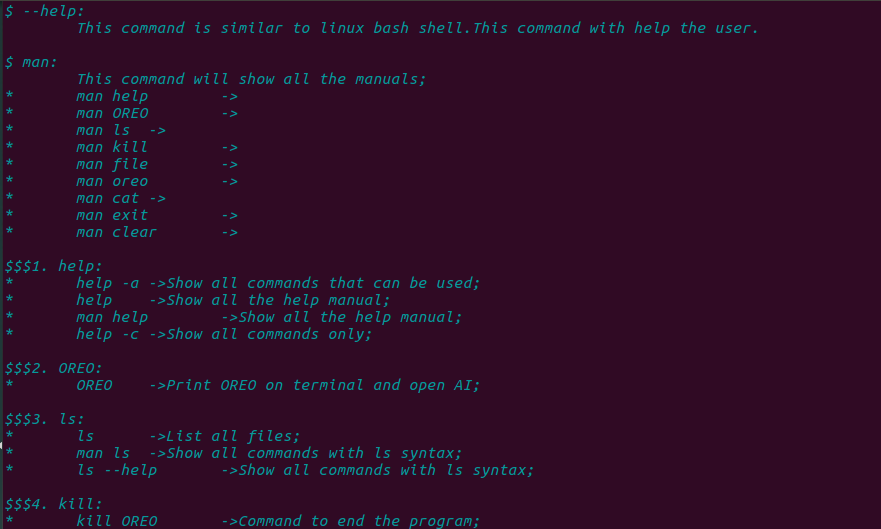 $ --help:
This command is similar to linux bash shell.This command with help the user.
$ man:
This command will show all the manuals;
* man help ->
* man OREO ->
* man ls ->
* man kill ->
* man file ->
* man oreo ->
* man cat ->
* man exit ->
* man clear ->
$$$1. help:
* help -a ->Show all commands that can be used;
* help ->Show all the help manual;
* man help ->Show all the help manual;
* help -c ->Show all commands only;
$$$2. OREO:
* OREO ->Print OREO on terminal and open AI;
$$$3. ls:
* ls ->List all files;
* man ls ->Show all commands with ls syntax;
* ls --help ->Show all commands with ls syntax;
$$$4. kill:
* kill OREO ->Command to end the program;